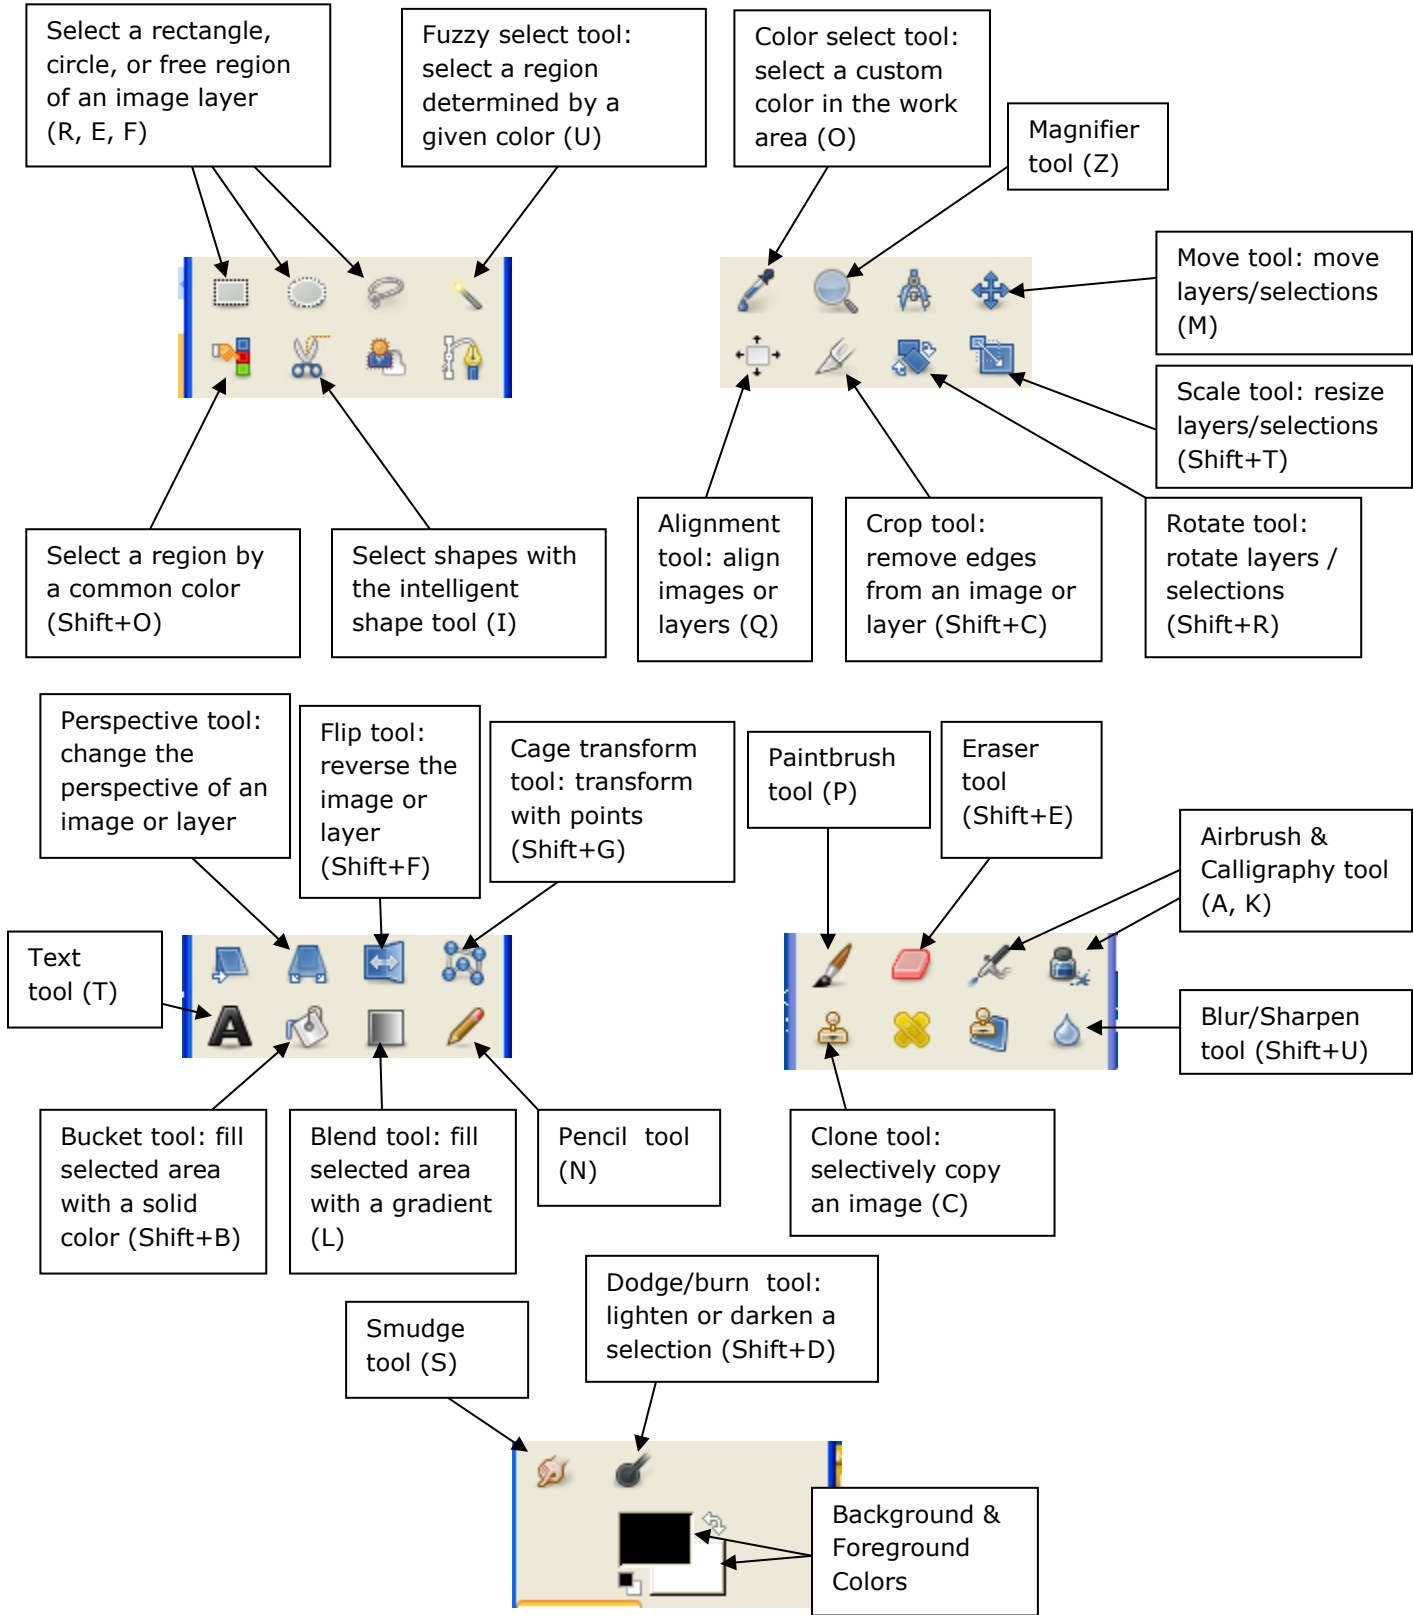 Select a rectangle,
circle, or free region
of an image layer
(R, E, F)
Fuzzy select tool:
select a region
determined by a
given color (U)
Color select tool:
select a custom
color in the work
area (O)
Magnifier
tool (Z)
Move tool: move
layers/selections
(M)
Scale tool: resize
layers/selections
(Shift+T)
Select a region by
a common color
(Shift+O)
Select shapes with
the intelligent
shape tool (I)
Alignment
tool: align
images or
layers (Q)
Crop tool:
remove edges
from an image or
layer (Shift+C)
Rotate tool:
rotate layers /
selections
(Shift+R)
Perspective tool:
change the
perspective of an
image or layer
Flip tool:
reverse the
image or
layer
(Shift+F)
Cage transform
tool: transform
with points
(Shift+G)
Paintbrush
tool (P)
Eraser
tool
(Shift+E)
Airbrush &
Calligraphy tool
(A, K)
Text
tool (T)
Blur/Sharpen
tool (Shift+U)
Bucket tool: fill
selected area
with a solid
color (Shift+B)
Blend tool: fill
selected area
with a gradient
(L)
Pencil  tool
(N)
Clone tool:
selectively copy
an image (C)
Smudge
tool (S)
Dodge/burn  tool:
lighten or darken a
selection (Shift+D)
Background &
Foreground
Colors